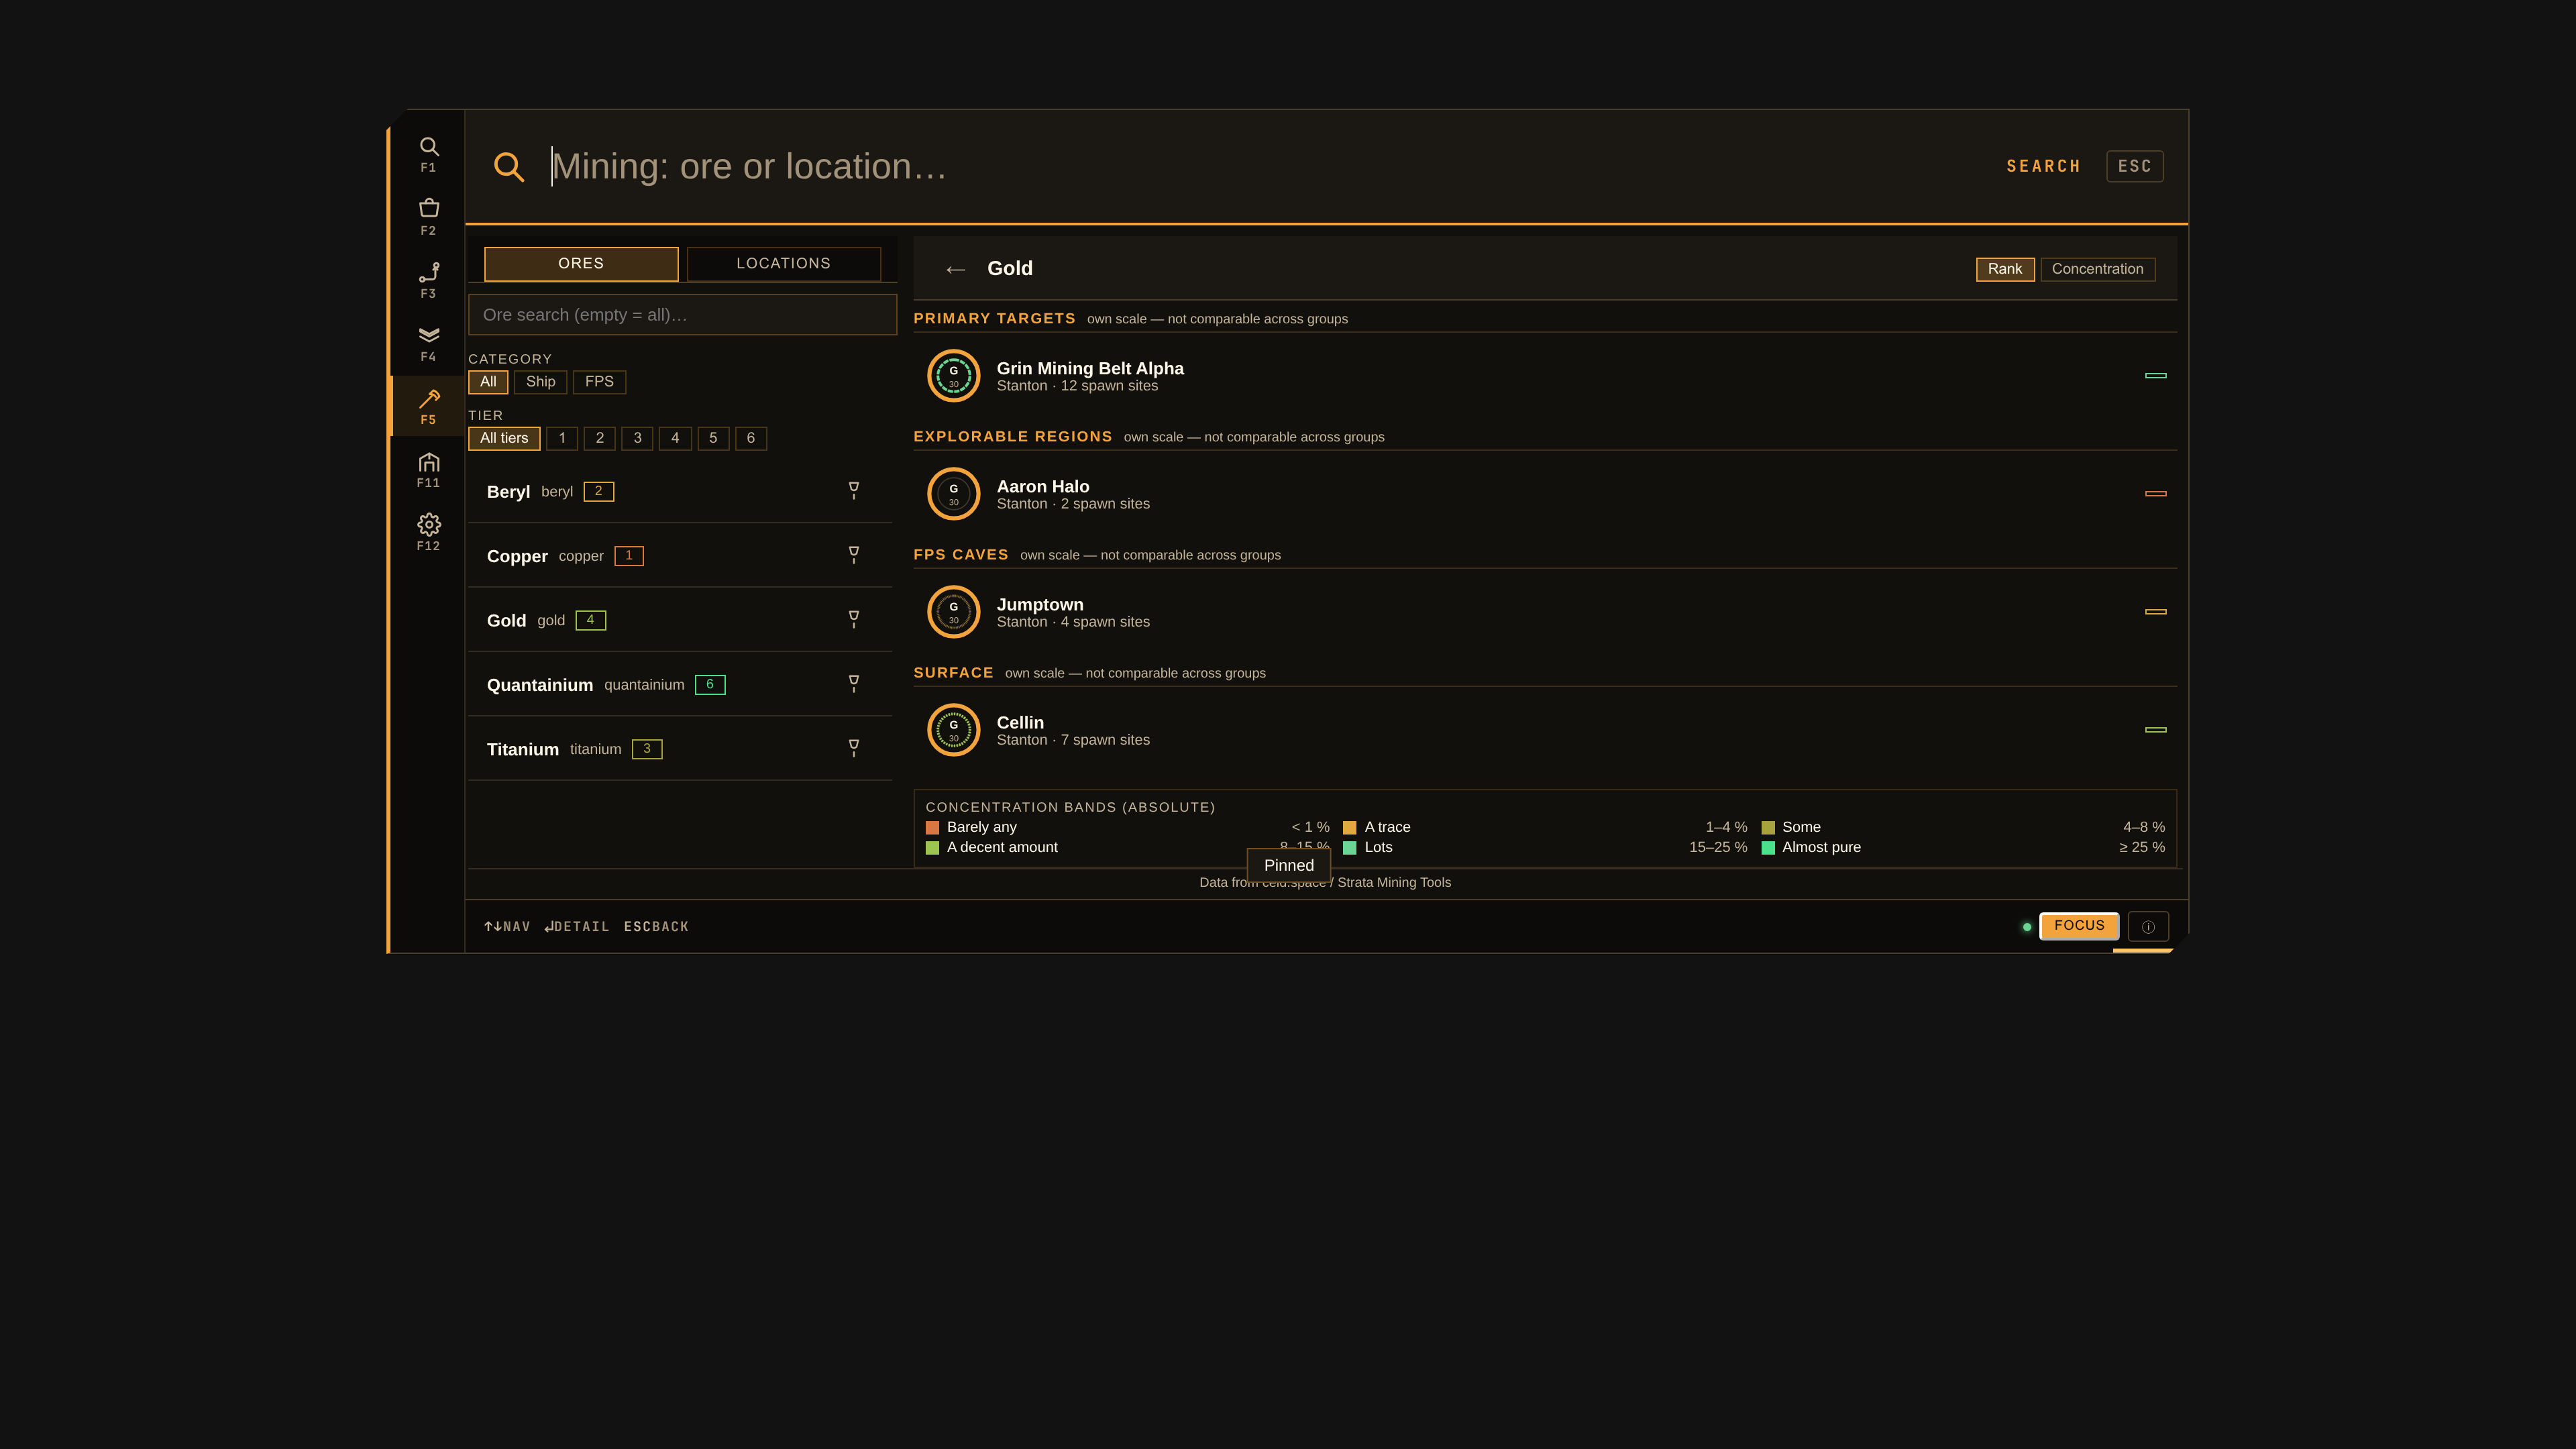 F1
F2
F3
F4
F5
F11
F12
Mining: ore or location…
SEARCH ESC
ORES LOCATIONS
Ore search (empty = all)…
CATEGORY
All Ship FPS
TIER
All tiers 1 2 3 4 5 6
Beryl beryl 2
Copper copper 1
Gold gold 4
Quantainium quantainium 6
Titanium titanium 3
← Gold
Rank Concentration
PRIMARY TARGETS own scale — not comparable across groups
G
30
Grin Mining Belt Alpha
Stanton · 12 spawn sites
EXPLORABLE REGIONS own scale — not comparable across groups
G
30
Aaron Halo
Stanton · 2 spawn sites
FPS CAVES own scale — not comparable across groups
G
30
Jumptown
Stanton · 4 spawn sites
SURFACE own scale — not comparable across groups
G
30
Cellin
Stanton · 7 spawn sites
CONCENTRATION BANDS (ABSOLUTE)
Barely any < 1 % A trace 1–4 % Some 4–8 %
A decent amount 8–15 % Lots 15–25 % Almost pure ≥ 25 %
Pinned
Data from / Strata Mining Tools
↑↓NAV ↵DETAIL ESCBACK
FOCUS ⓘ